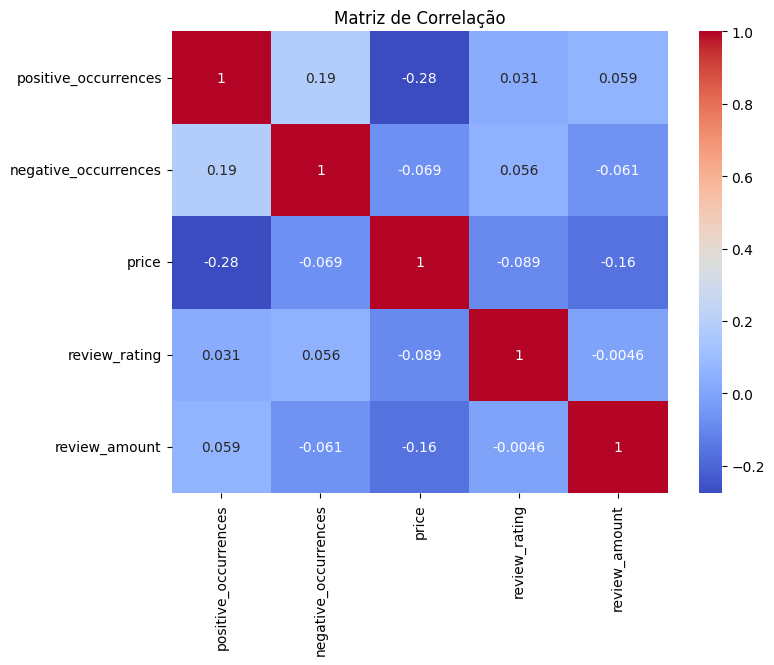 Matriz de Correlação
positive_occurrences 1 0.19 -0.28 0.031 0.059
negative_occurrences 0.19 1 -0.069 0.056 -0.061
price -0.28 -0.069 1 -0.089 -0.16
review_rating 0.031 0.056 -0.089 1 -0.0046
review_amount 0.059 -0.061 -0.16 -0.0046 1
positive_occurrences
negative_occurrences
price
review_rating
review_amount
1.0
0.8
0.6
0.4
0.2
0.0
−0.2